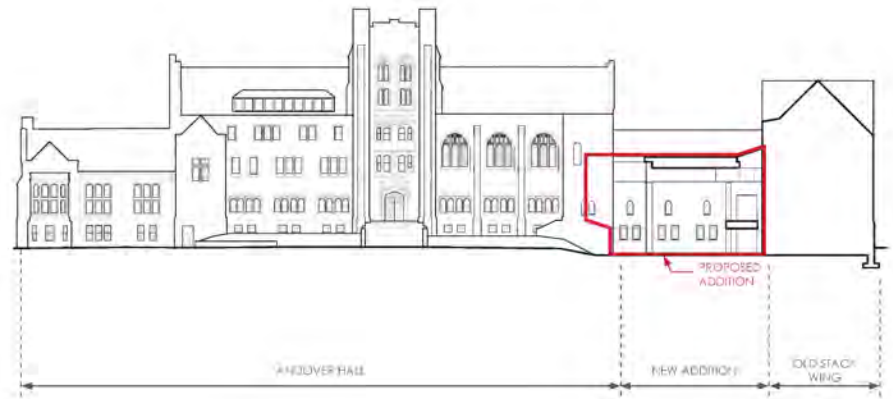 PROPOSED
ADDITION
ANDOVER HALL
NEW ADDITION
OLD STACK
WING